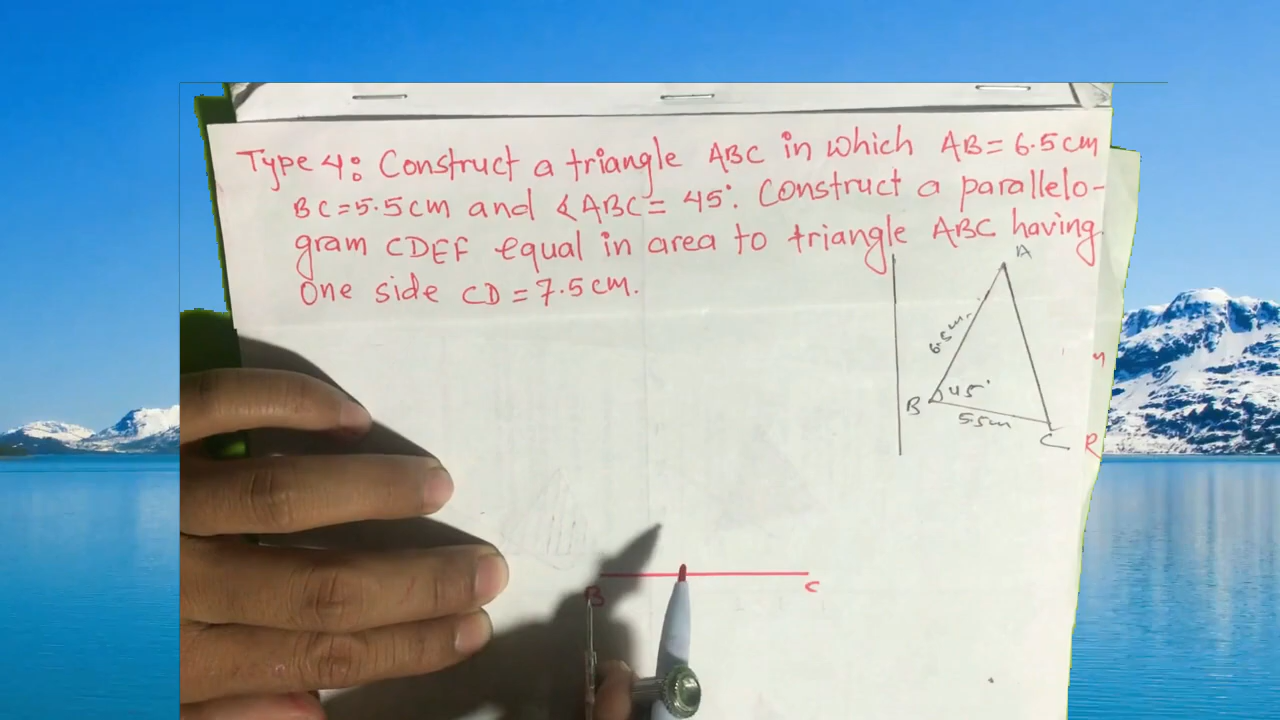 Type 4: Construct a triangle ABC in which AB = 6.5cm
BC = 5.5cm and ∠ABC = 45°. Construct a parallelo-
gram CDEF equal in area to triangle ABC having
one side CD = 7.5cm.
A
6.5cm.
B 45°
5.5cm
C
R
B C